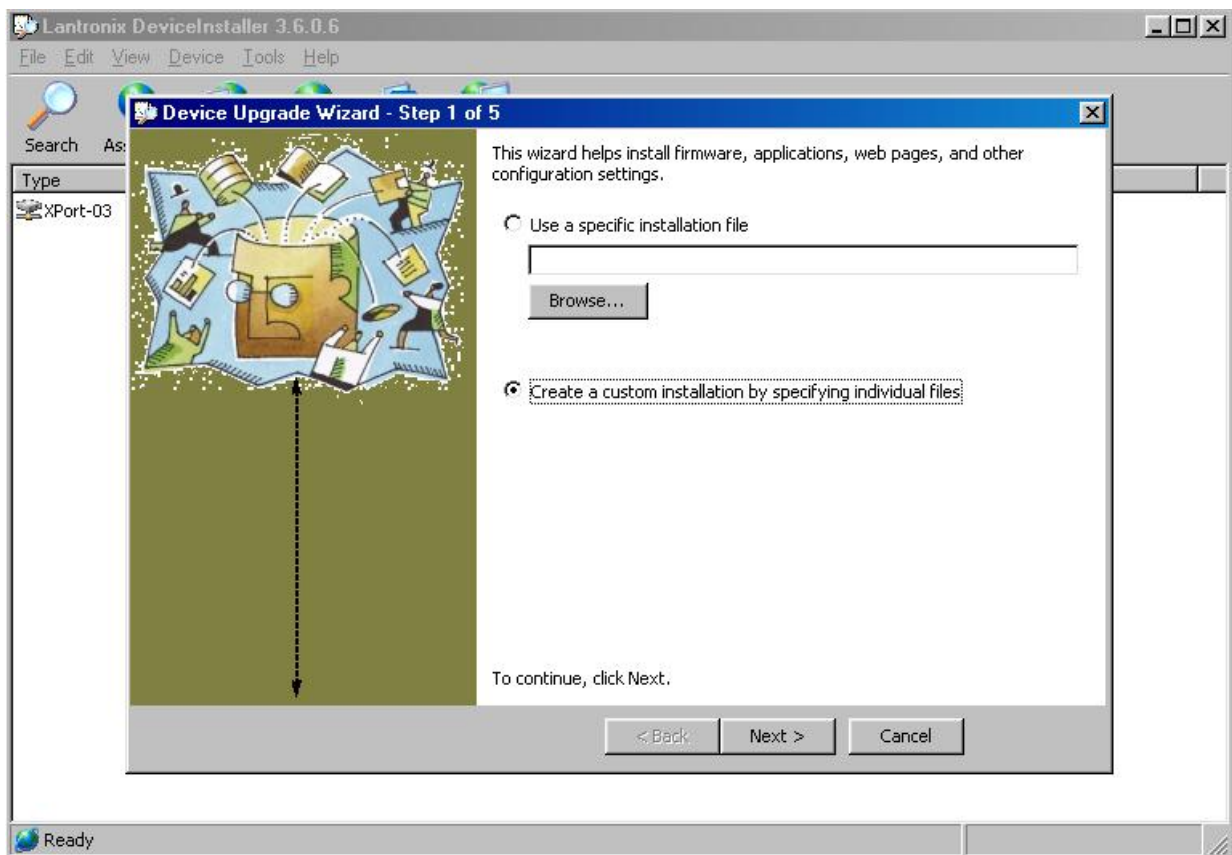 Lantronix DeviceInstaller 3.6.0.6
File Edit View Device Tools Help
Device Upgrade Wizard - Step 1 of 5
Search As
Type
XPort-03
This wizard helps install firmware, applications, web pages, and other
configuration settings.
Use a specific installation file
Browse...
Create a custom installation by specifying individual files
To continue, click Next.
< Back Next > Cancel
Ready